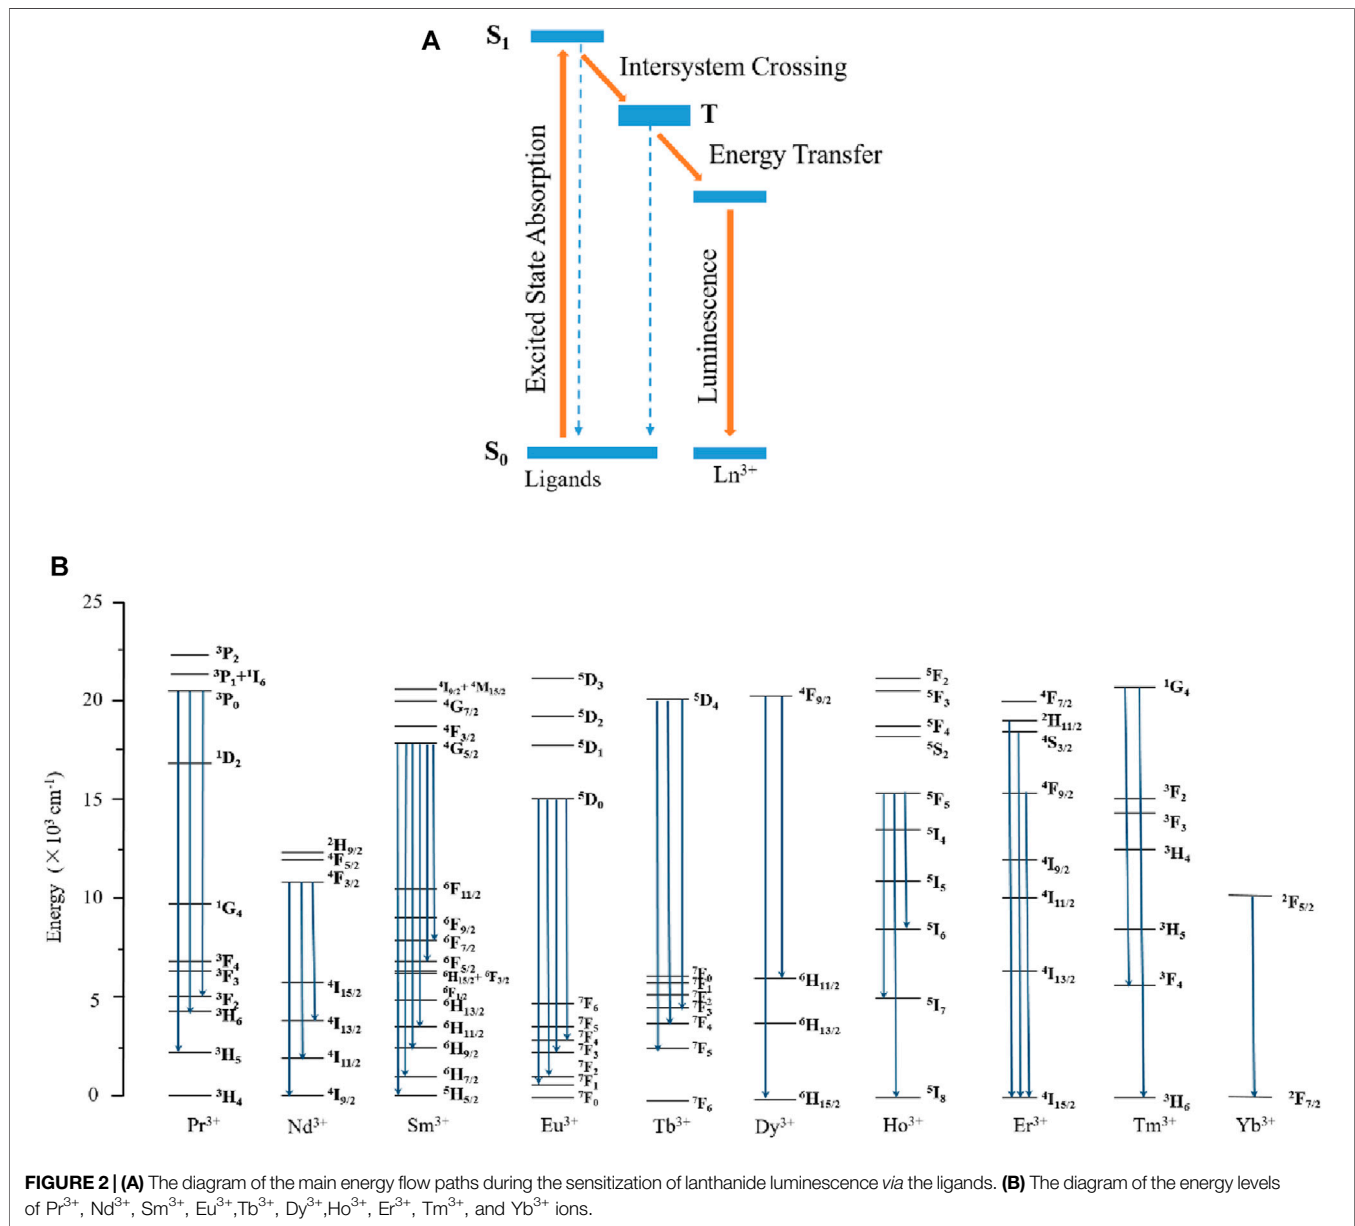 A
S₁
Intersystem Crossing
T
Energy Transfer
Excited State Absorption
Luminescence
S₀
Ligands
Ln³⁺
B
Energy (×10³ cm⁻¹)
25
20
15
10
5
0
³P₂
³P₁+¹I₆
³P₀
¹D₂
¹G₄
³F₄
³F₃
³F₂
³H₆
³H₅
³H₄
Pr³⁺
²H₉/₂
⁴F₅/₂
⁴F₃/₂
⁴I₁₅/₂
⁴I₁₃/₂
⁴I₁₁/₂
⁴I₉/₂
Nd³⁺
⁴I₉/₂+⁴M₁₅/₂
⁴G₇/₂
⁴F₃/₂
⁴G₅/₂
⁶F₁₁/₂
⁶F₉/₂
⁶F₇/₂
⁶F₅/₂
⁶H₁₅/₂+⁶F₃/₂
⁶F₁/₂
⁶H₁₃/₂
⁶H₁₁/₂
⁶H₉/₂
⁶H₇/₂
⁵H₅/₂
Sm³⁺
⁵D₃
⁵D₂
⁵D₁
⁵D₀
⁷F₆
⁷F₅
⁷F₄
⁷F₃
⁷F₂
⁷F₁
⁷F₀
Eu³⁺
⁵D₄
⁷F₀
⁷F₁
⁷F₂
⁷F₃
⁷F₄
⁷F₅
⁷F₆
Tb³⁺
⁴F₉/₂
⁶H₁₁/₂
⁶H₁₃/₂
⁶H₁₅/₂
Dy³⁺
⁵F₂
⁵F₃
⁵F₄
⁵S₂
⁵F₅
⁵I₄
⁵I₅
⁵I₆
⁵I₇
⁵I₈
Ho³⁺
⁴F₇/₂
²H₁₁/₂
⁴S₃/₂
⁴F₉/₂
⁴I₉/₂
⁴I₁₁/₂
⁴I₁₃/₂
⁴I₁₅/₂
Er³⁺
¹G₄
³F₂
³F₃
³H₄
³H₅
³F₄
³H₆
Tm³⁺
²F₅/₂
²F₇/₂
Yb³⁺
FIGURE 2 | (A) The diagram of the main energy flow paths during the sensitization of lanthanide luminescence via the ligands. (B) The diagram of the energy levels
of Pr³⁺, Nd³⁺, Sm³⁺, Eu³⁺,Tb³⁺, Dy³⁺,Ho³⁺, Er³⁺, Tm³⁺, and Yb³⁺ ions.